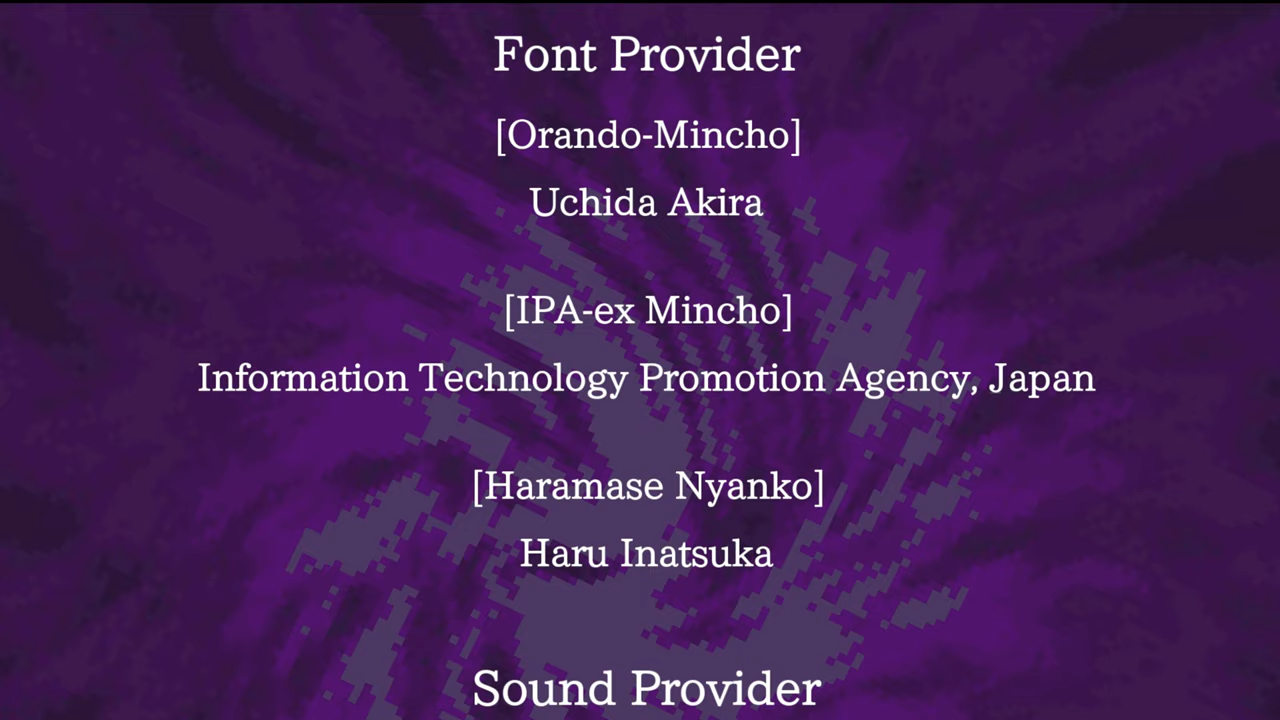 Font Provider
[Orando-Mincho]
Uchida Akira
[IPA-ex Mincho]
Information Technology Promotion Agency, Japan
[Haramase Nyanko]
Haru Inatsuka
Sound Provider